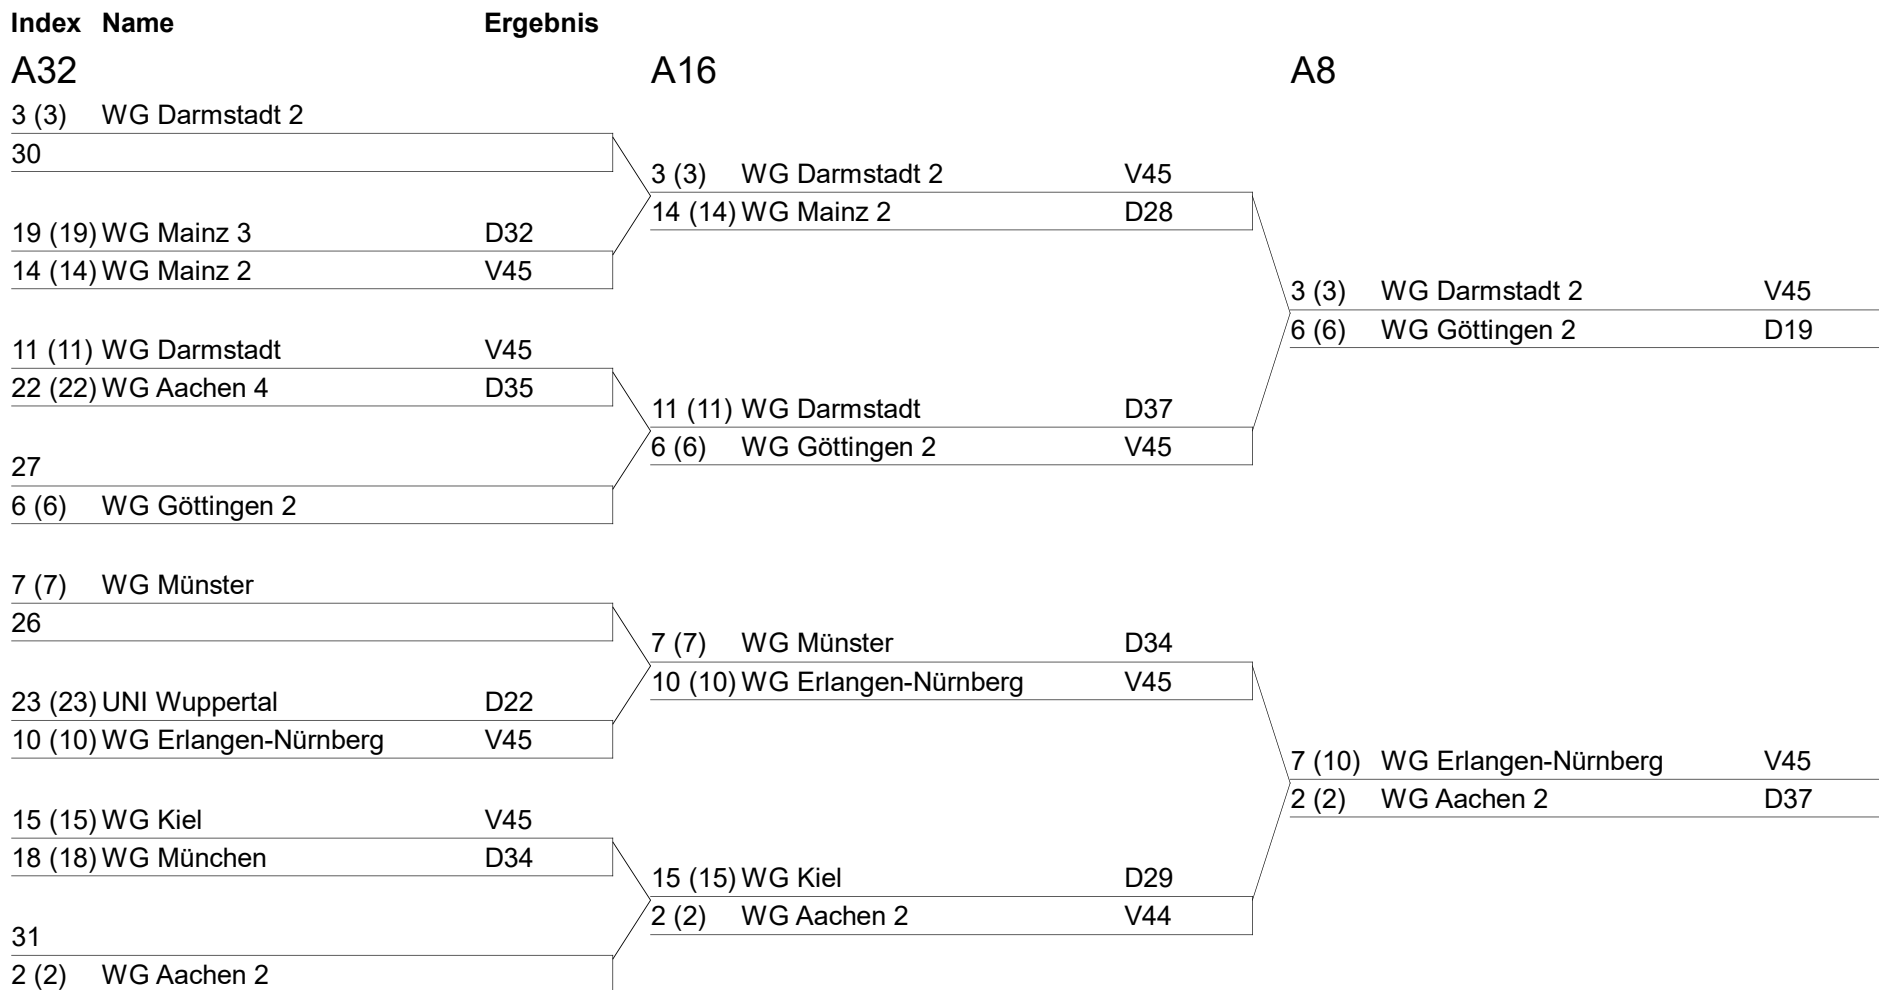 Index Name Ergebnis
A32 A16 A8
3 (3) WG Darmstadt 2
30
3 (3) WG Darmstadt 2 V45
14 (14) WG Mainz 2 D28
19 (19) WG Mainz 3 D32
14 (14) WG Mainz 2 V45
3 (3) WG Darmstadt 2 V45
6 (6) WG Göttingen 2 D19
11 (11) WG Darmstadt V45
22 (22) WG Aachen 4 D35
11 (11) WG Darmstadt D37
6 (6) WG Göttingen 2 V45
27
6 (6) WG Göttingen 2
7 (7) WG Münster
26
7 (7) WG Münster D34
10 (10) WG Erlangen-Nürnberg V45
23 (23) UNI Wuppertal D22
10 (10) WG Erlangen-Nürnberg V45
7 (10) WG Erlangen-Nürnberg V45
2 (2) WG Aachen 2 D37
15 (15) WG Kiel V45
18 (18) WG München D34
15 (15) WG Kiel D29
2 (2) WG Aachen 2 V44
31
2 (2) WG Aachen 2